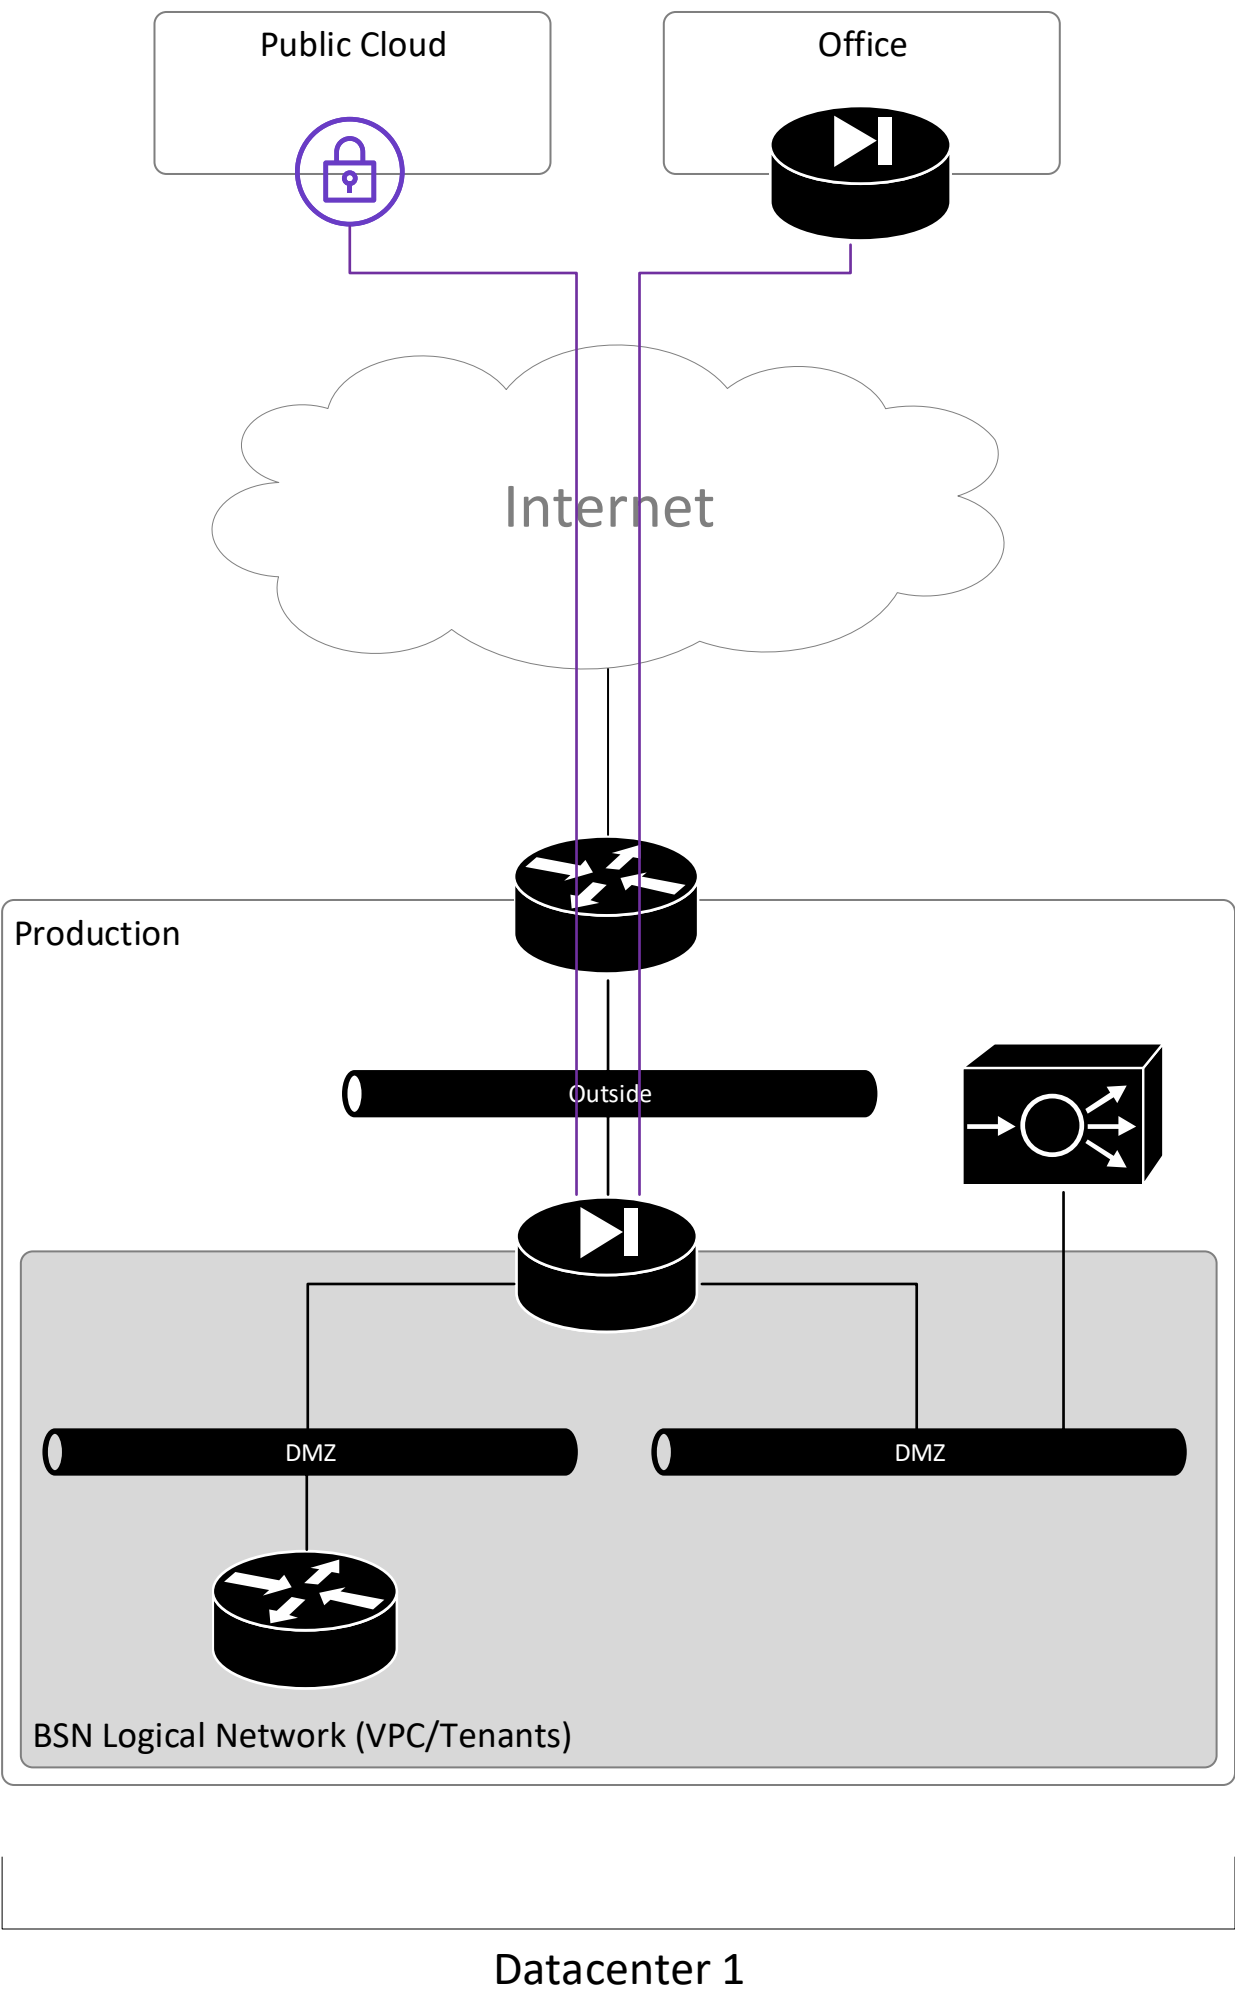 Public Cloud
Office
Internet
Production
Outside
DMZ
DMZ
BSN Logical Network (VPC/Tenants)
Datacenter 1